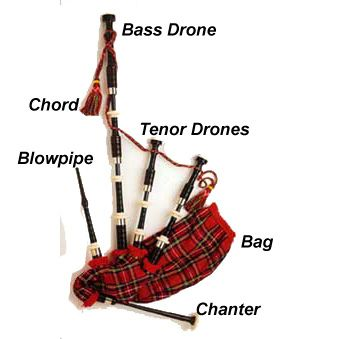 Bass Drone
Chord
Tenor Drones
Blowpipe
Bag
Chanter